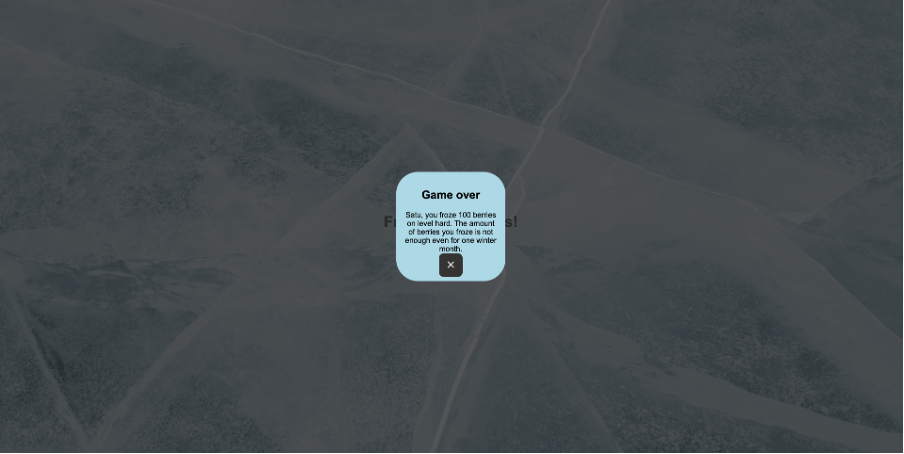 Game over
Satu, you froze 100 berries
on level hard. The amount
of berries you froze is not
enough even for one winter
month.
s!